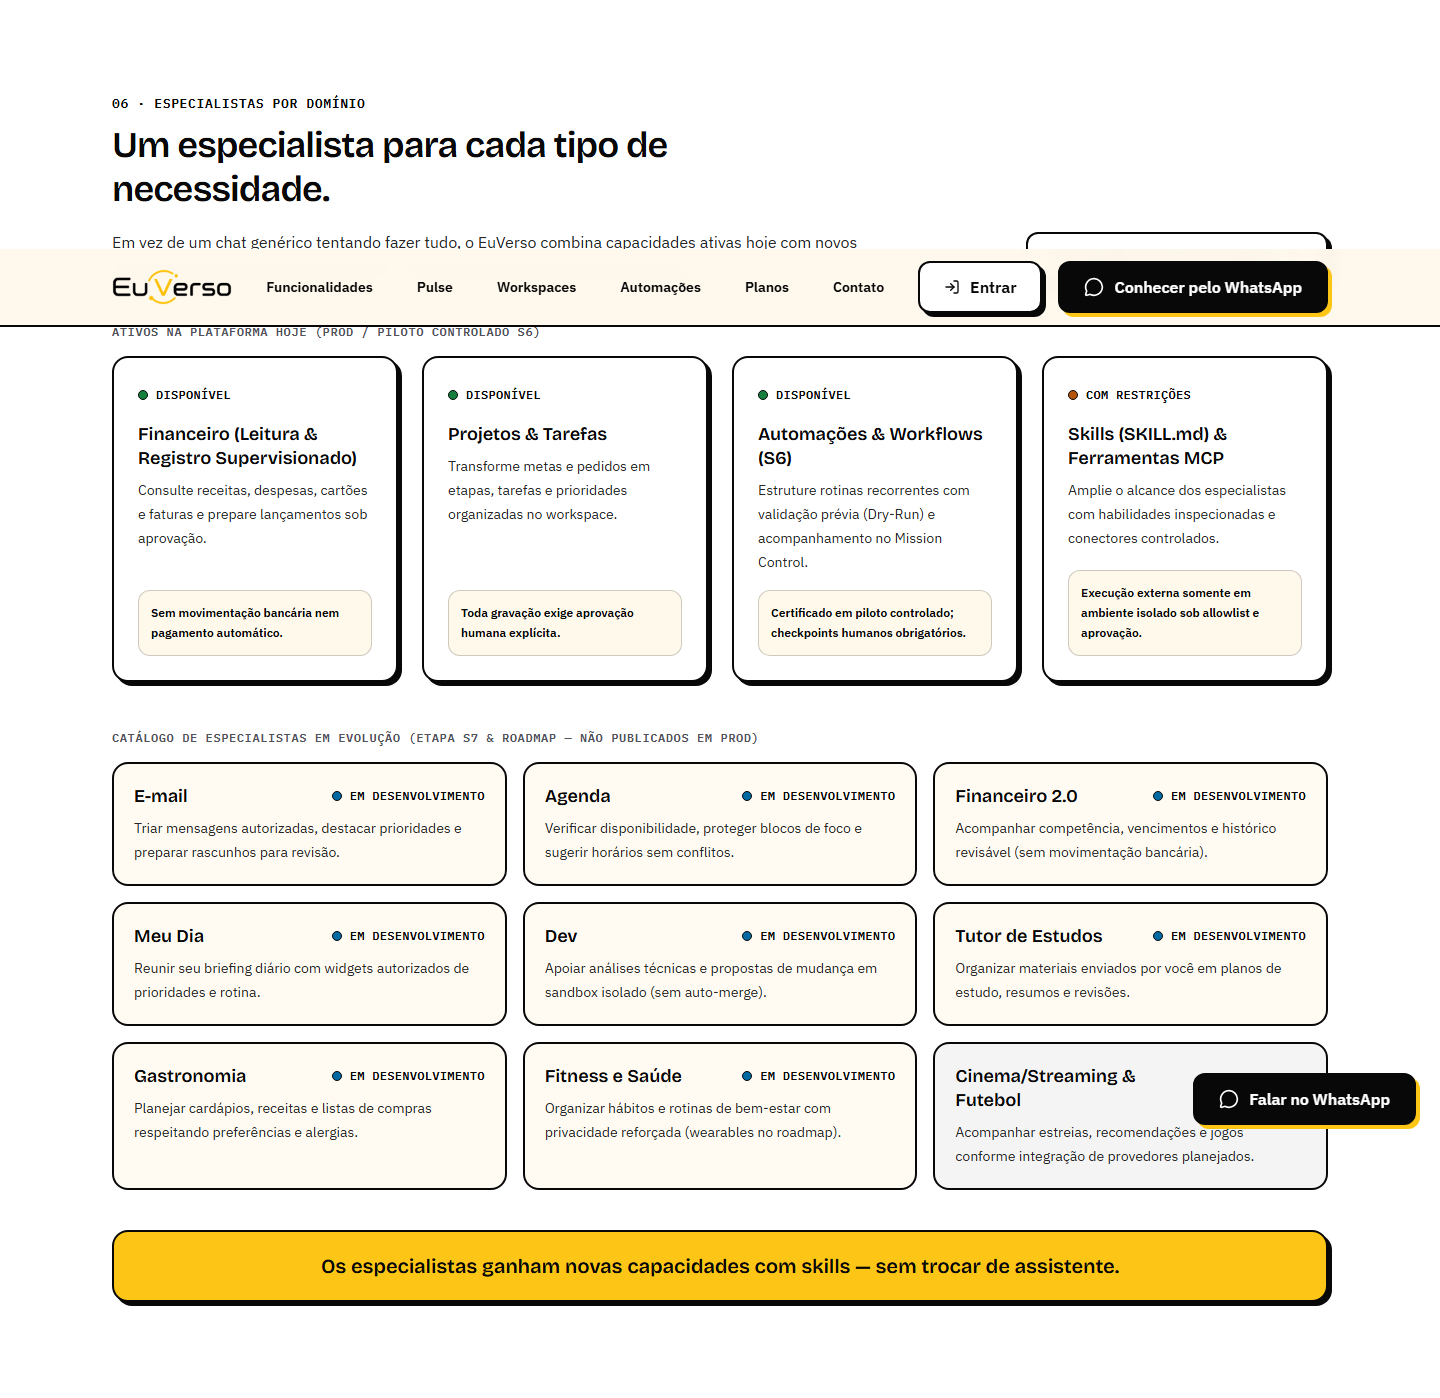 06 · ESPECIALISTAS POR DOMÍNIO
Um especialista para cada tipo de
necessidade.
Em vez de um chat genérico tentando fazer tudo, o EuVerso combina capacidades ativas hoje com novos
EuVerso
Funcionalidades
Pulse
Workspaces
Automações
Planos
Contato
Entrar
Conhecer pelo WhatsApp
ATIVOS NA PLATAFORMA HOJE (PROD / PILOTO CONTROLADO S6)
DISPONÍVEL
Financeiro (Leitura &
Registro Supervisionado)
Consulte receitas, despesas, cartões
e faturas e prepare lançamentos sob
aprovação.
Sem movimentação bancária nem
pagamento automático.
DISPONÍVEL
Projetos & Tarefas
Transforme metas e pedidos em
etapas, tarefas e prioridades
organizadas no workspace.
Toda gravação exige aprovação
humana explícita.
DISPONÍVEL
Automações & Workflows
(S6)
Estruture rotinas recorrentes com
validação prévia (Dry-Run) e
acompanhamento no Mission
Control.
Certificado em piloto controlado;
checkpoints humanos obrigatórios.
COM RESTRIÇÕES
Skills (SKILL.md) &
Ferramentas MCP
Amplie o alcance dos especialistas
com habilidades inspecionadas e
conectores controlados.
Execução externa somente em
ambiente isolado sob allowlist e
aprovação.
CATÁLOGO DE ESPECIALISTAS EM EVOLUÇÃO (ETAPA S7 & ROADMAP — NÃO PUBLICADOS EM PROD)
E-mail
EM DESENVOLVIMENTO
Triar mensagens autorizadas, destacar prioridades e
preparar rascunhos para revisão.
Agenda
EM DESENVOLVIMENTO
Verificar disponibilidade, proteger blocos de foco e
sugerir horários sem conflitos.
Financeiro 2.0
EM DESENVOLVIMENTO
Acompanhar competência, vencimentos e histórico
revisável (sem movimentação bancária).
Meu Dia
EM DESENVOLVIMENTO
Reunir seu briefing diário com widgets autorizados de
prioridades e rotina.
Dev
EM DESENVOLVIMENTO
Apoiar análises técnicas e propostas de mudança em
sandbox isolado (sem auto-merge).
Tutor de Estudos
EM DESENVOLVIMENTO
Organizar materiais enviados por você em planos de
estudo, resumos e revisões.
Gastronomia
EM DESENVOLVIMENTO
Planejar cardápios, receitas e listas de compras
respeitando preferências e alergias.
Fitness e Saúde
EM DESENVOLVIMENTO
Organizar hábitos e rotinas de bem-estar com
privacidade reforçada (wearables no roadmap).
Cinema/Streaming &
Futebol
Acompanhar estreias, recomendações e jogos
conforme integração de provedores planejados.
Falar no WhatsApp
Os especialistas ganham novas capacidades com skills — sem trocar de assistente.